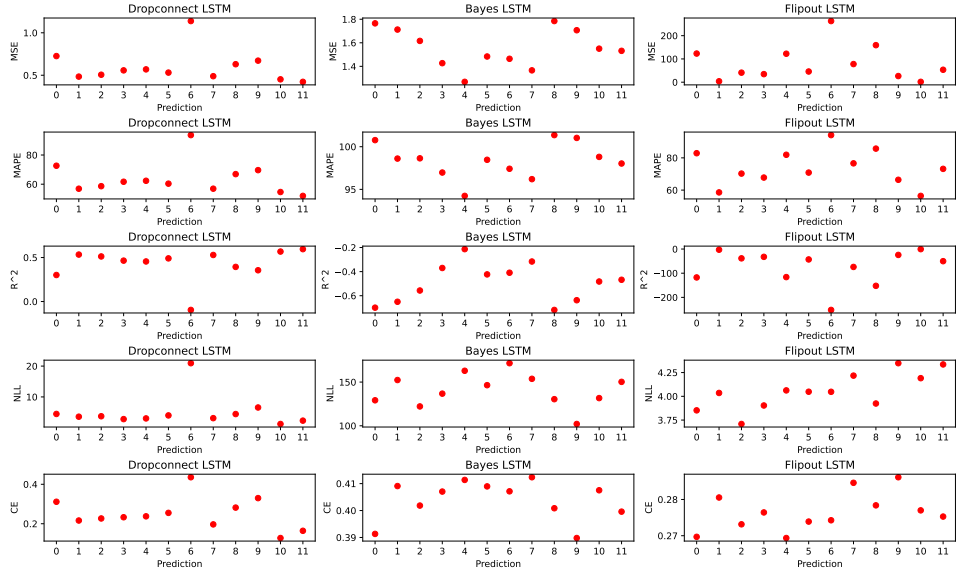 Dropconnect LSTM Bayes LSTM Flipout LSTM
MSE 1.0 0.5 MSE 1.8 1.6 1.4 MSE 200 100 0
0 1 2 3 4 5 6 7 8 9 10 11 0 1 2 3 4 5 6 7 8 9 10 11 0 1 2 3 4 5 6 7 8 9 10 11
Prediction Prediction Prediction
Dropconnect LSTM Bayes LSTM Flipout LSTM
MAPE 80 60 MAPE 100 95 MAPE 80 60
0 1 2 3 4 5 6 7 8 9 10 11 0 1 2 3 4 5 6 7 8 9 10 11 0 1 2 3 4 5 6 7 8 9 10 11
Prediction Prediction Prediction
Dropconnect LSTM Bayes LSTM Flipout LSTM
R^2 0.5 0.0 R^2 −0.2 −0.4 −0.6 R^2 0 −100 −200
0 1 2 3 4 5 6 7 8 9 10 11 0 1 2 3 4 5 6 7 8 9 10 11 0 1 2 3 4 5 6 7 8 9 10 11
Prediction Prediction Prediction
Dropconnect LSTM Bayes LSTM Flipout LSTM
NLL 20 10 NLL 150 100 NLL 4.25 4.00 3.75
0 1 2 3 4 5 6 7 8 9 10 11 0 1 2 3 4 5 6 7 8 9 10 11 0 1 2 3 4 5 6 7 8 9 10 11
Prediction Prediction Prediction
Dropconnect LSTM Bayes LSTM Flipout LSTM
CE 0.4 0.2 CE 0.41 0.40 0.39 CE 0.28 0.27
0 1 2 3 4 5 6 7 8 9 10 11 0 1 2 3 4 5 6 7 8 9 10 11 0 1 2 3 4 5 6 7 8 9 10 11
Prediction Prediction Prediction